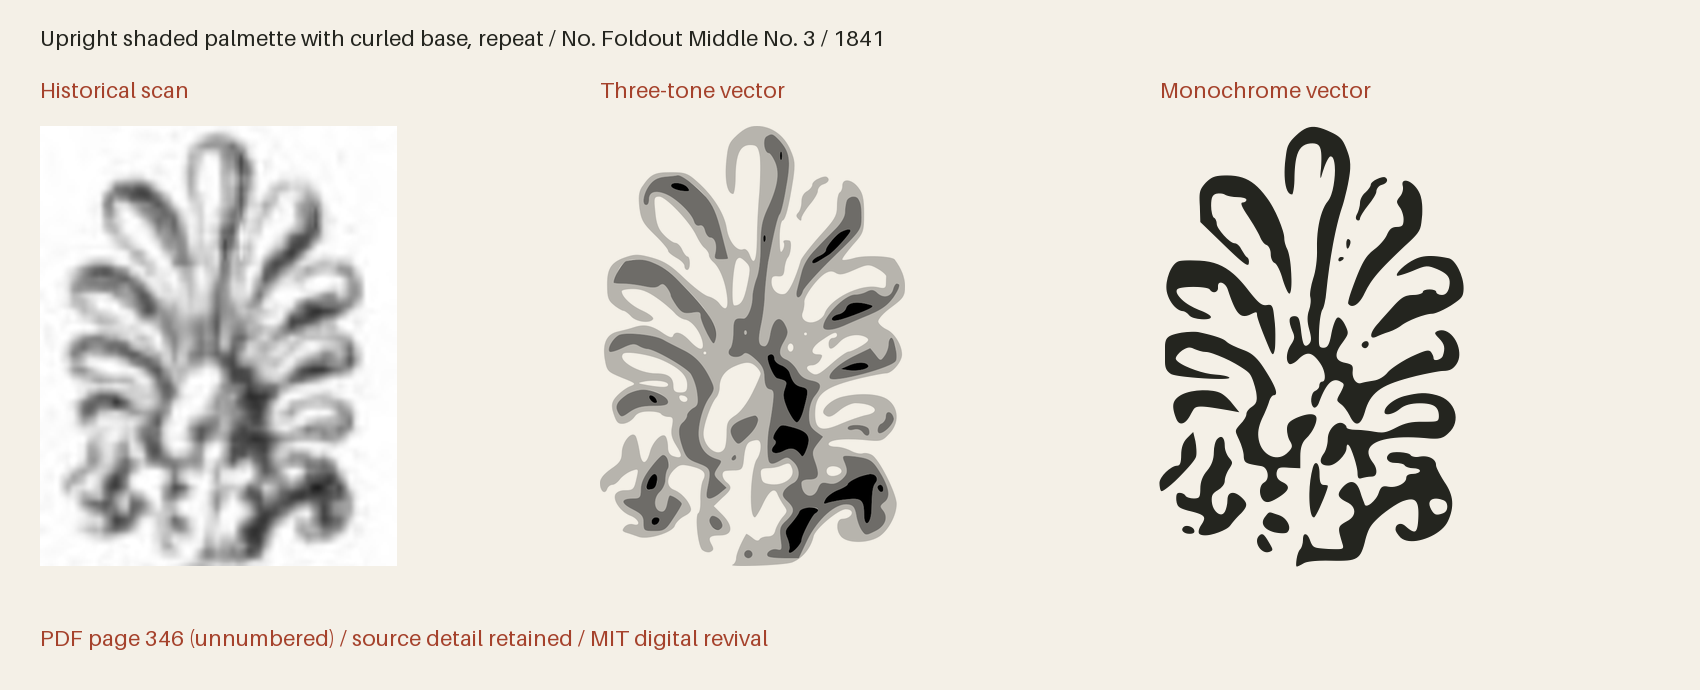 Upright shaded palmette with curled base, repeat / No. Foldout Middle No. 3 / 1841
Historical scan
Three-tone vector
Monochrome vector
PDF page 346 (unnumbered) / source detail retained / MIT digital revival